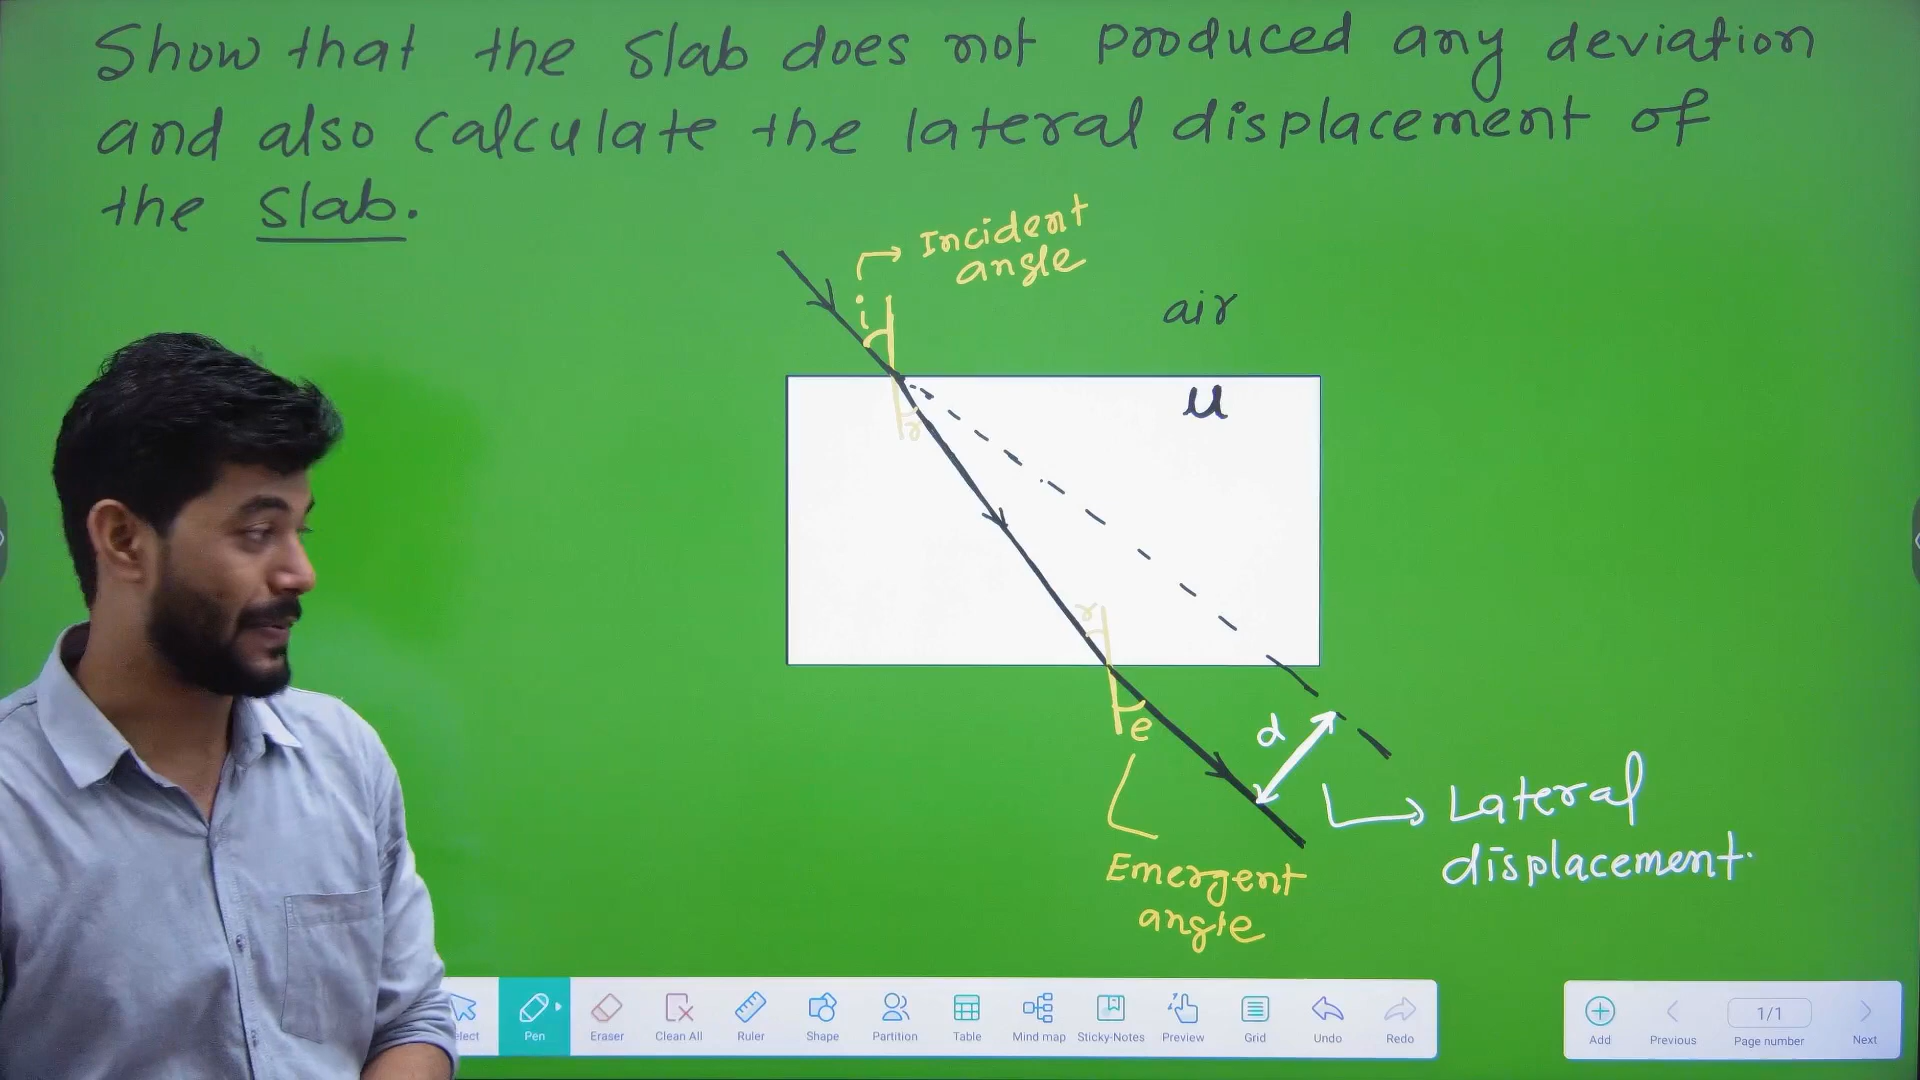 Show that the slab does not produced any deviation
and also calculate the lateral displacement of
the slab.
Incident
angle
i
air
u
r
r
e
d
Lateral
displacement.
Emergent
angle
elect
Pen
Eraser
Clean All
Ruler
Shape
Partition
Table
Mind map
Sticky-Notes
Preview
Grid
Undo
Redo
Add
Previous
1/1
Page number
Next